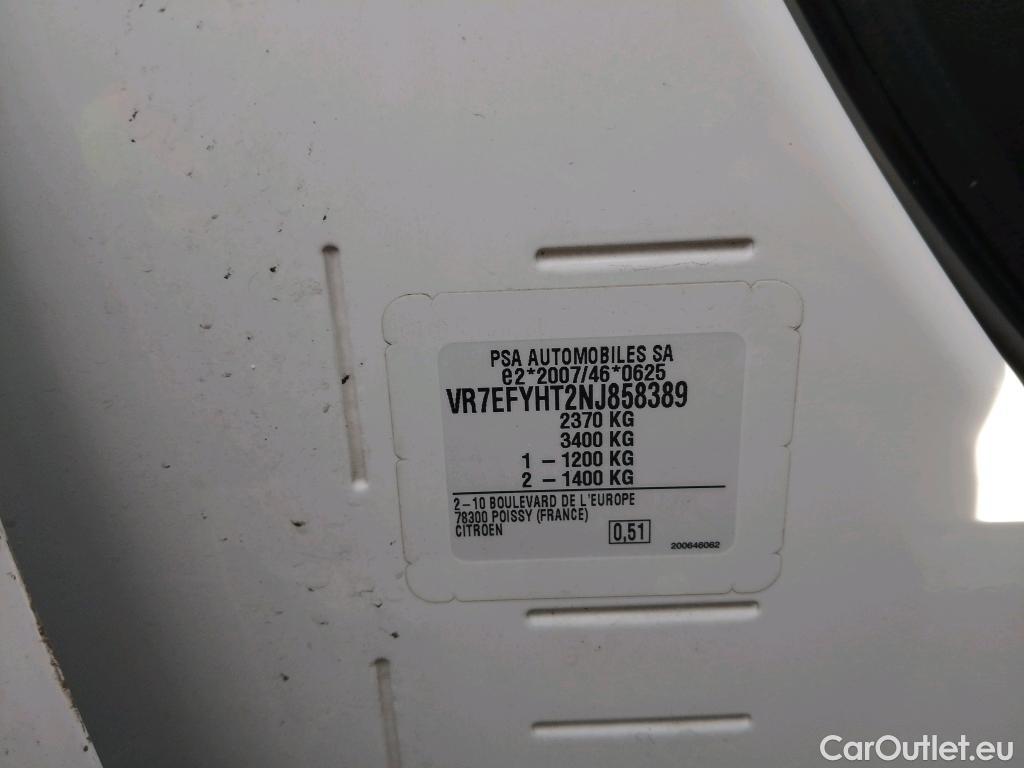 PSA AUTOMOBILES SA
e2*2007/46*0625
VR7EFYHT2NJ858389
2370 KG
3400 KG
1 – 1200 KG
2 – 1400 KG
2–10 BOULEVARD DE L'EUROPE
78300 POISSY (FRANCE)
CITROEN
0,51
200646062
CarOutlet.eu